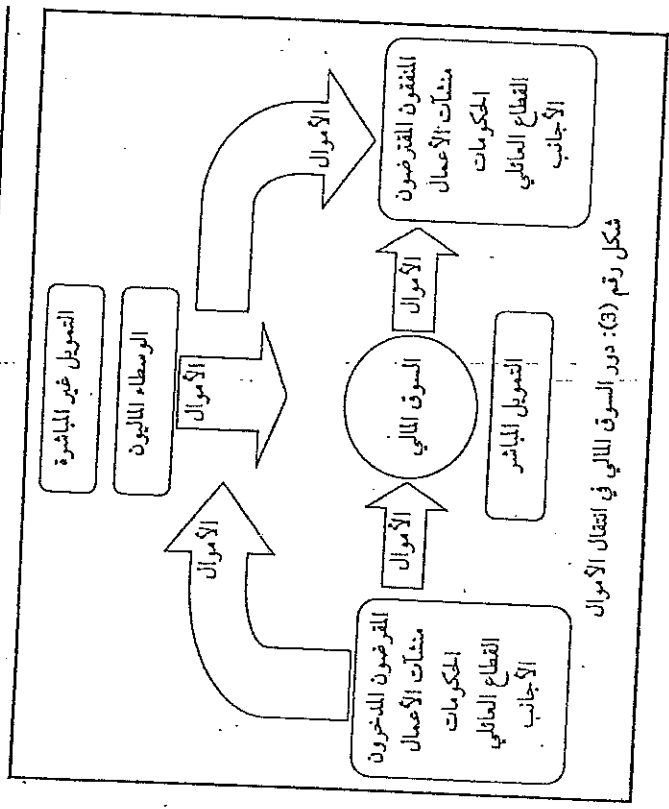 التمويل غير المباشرة
الوسطاء الماليون
الأموال
الأموال
الأموال
المقرضون المدخرون
منشآت الأعمال
الحكومات
القطاع العائلي
الأجانب
الأموال
السوق المالي
الأموال
المنفقون المقترضون
منشآت الأعمال
الحكومات
القطاع العائلي
الأجانب
التمويل المباشر
شكل رقم (3): دور السوق المالي في انتقال الأموال